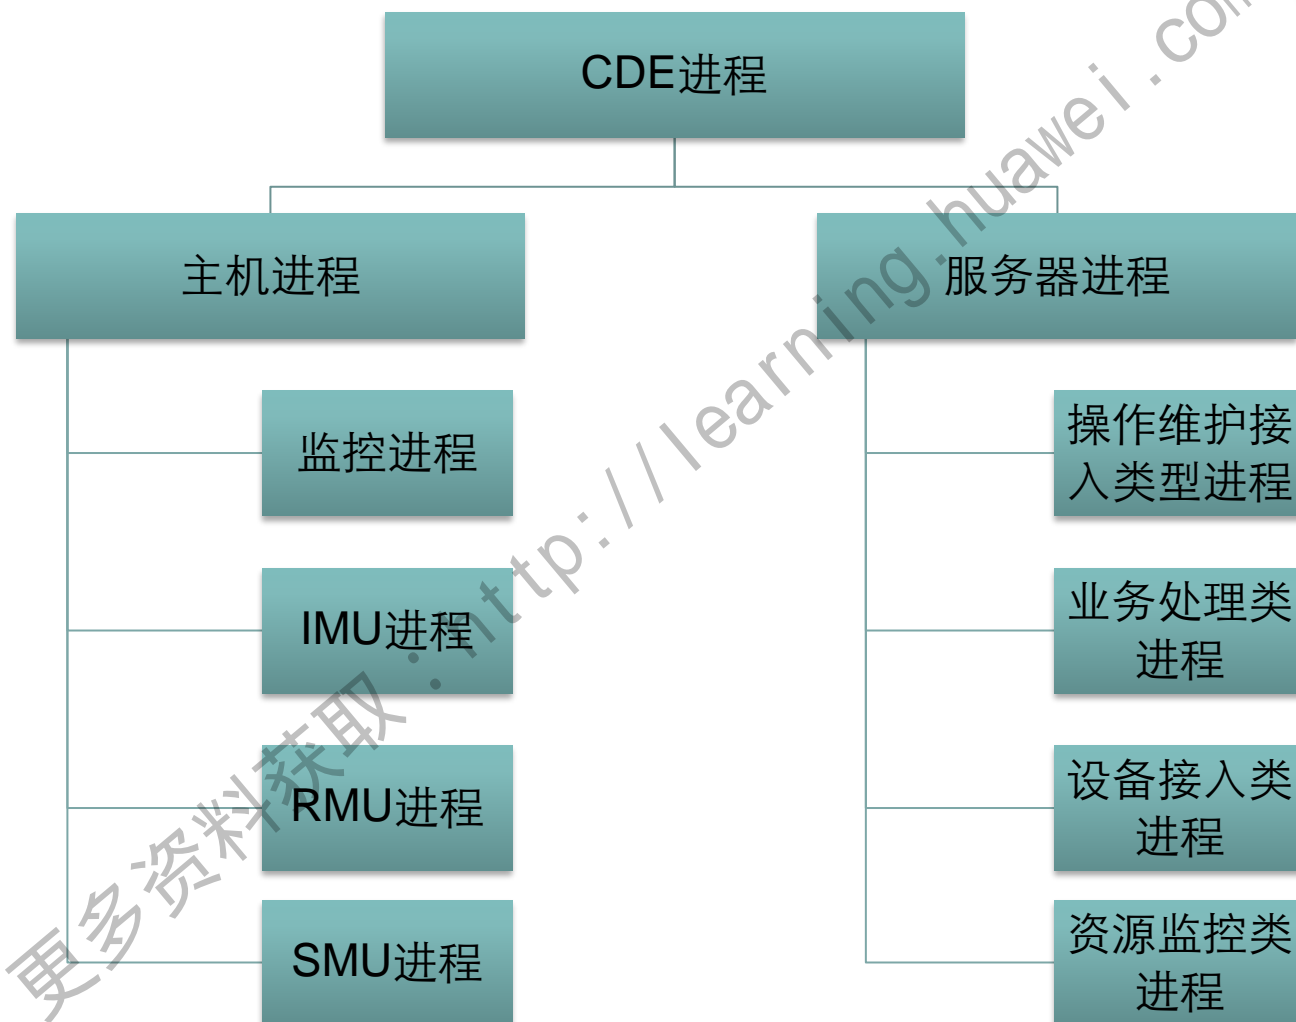 CDE进程
主机进程
服务器进程
监控进程
操作维护接
入类型进程
IMU进程
业务处理类
进程
RMU进程
设备接入类
进程
SMU进程
资源监控类
进程
更多资料获取:http://learning.huawei.com